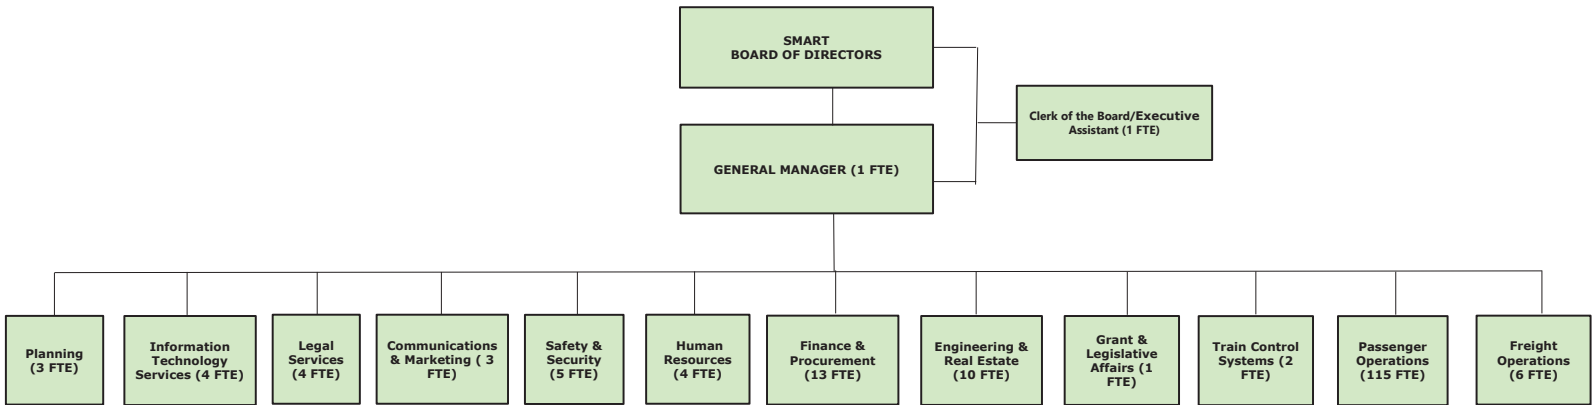 SMART
BOARD OF DIRECTORS
Clerk of the Board/Executive
Assistant (1 FTE)
GENERAL MANAGER (1 FTE)
Planning
(3 FTE)
Information
Technology
Services (4 FTE)
Legal
Services
(4 FTE)
Communications
& Marketing ( 3
FTE)
Safety &
Security
(5 FTE)
Human
Resources
(4 FTE)
Finance &
Procurement
(13 FTE)
Engineering &
Real Estate
(10 FTE)
Grant &
Legislative
Affairs (1
FTE)
Train Control
Systems (2
FTE)
Passenger
Operations
(115 FTE)
Freight
Operations
(6 FTE)